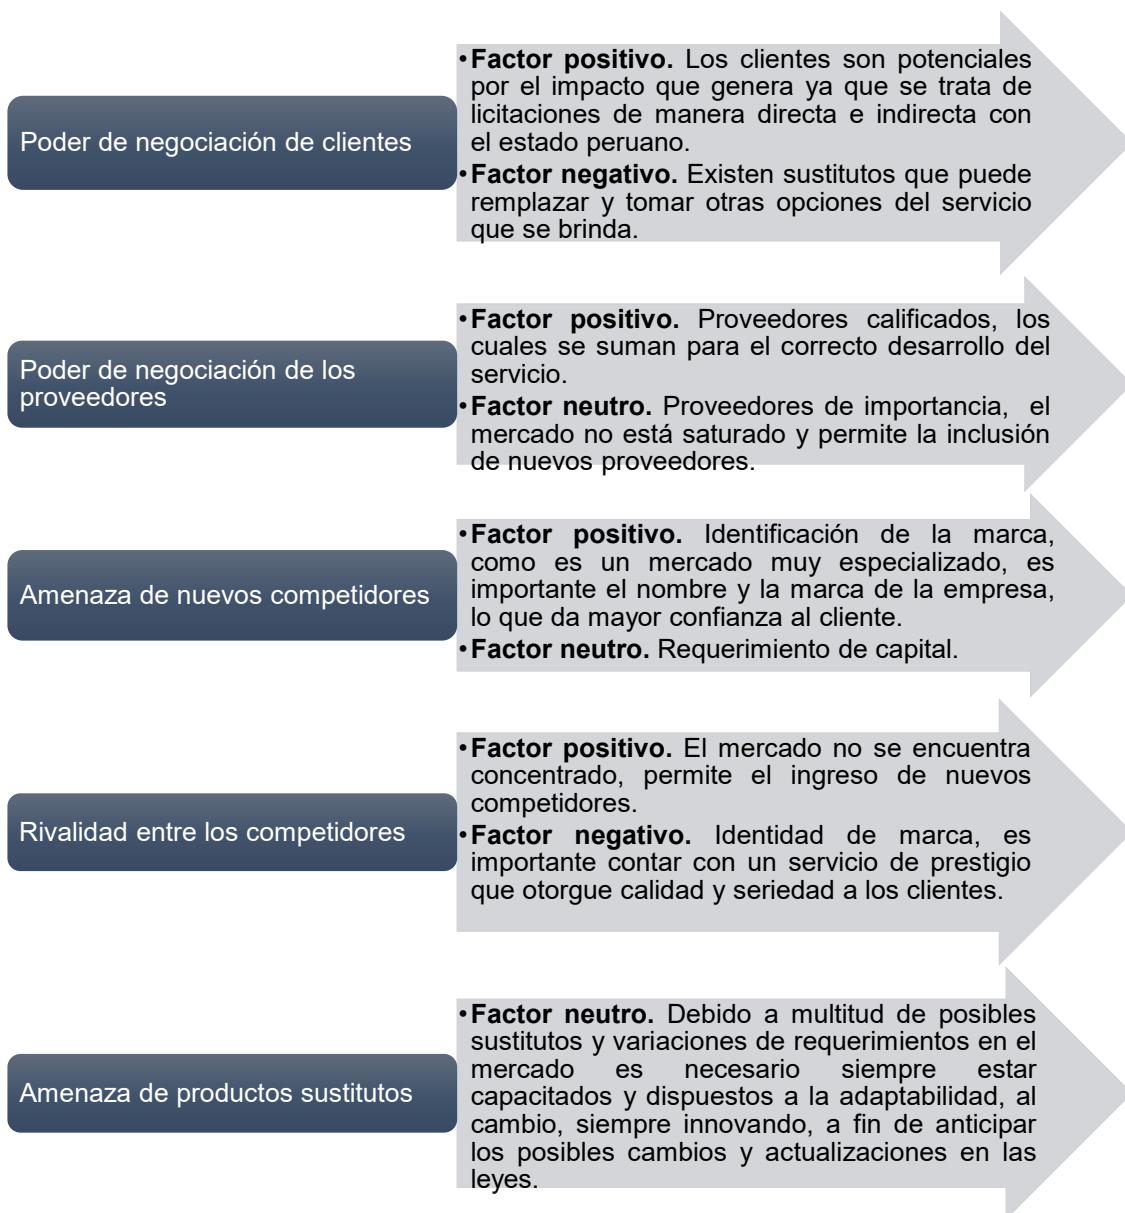 Poder de negociación de clientes
•Factor positivo. Los clientes son potenciales
por el impacto que genera ya que se trata de
licitaciones de manera directa e indirecta con
el estado peruano.
•Factor negativo. Existen sustitutos que puede
remplazar y tomar otras opciones del servicio
que se brinda.
Poder de negociación de los
proveedores
•Factor positivo. Proveedores calificados, los
cuales se suman para el correcto desarrollo del
servicio.
•Factor neutro. Proveedores de importancia, el
mercado no está saturado y permite la inclusión
de nuevos proveedores.
Amenaza de nuevos competidores
•Factor positivo. Identificación de la marca,
como es un mercado muy especializado, es
importante el nombre y la marca de la empresa,
lo que da mayor confianza al cliente.
•Factor neutro. Requerimiento de capital.
Rivalidad entre los competidores
•Factor positivo. El mercado no se encuentra
concentrado, permite el ingreso de nuevos
competidores.
•Factor negativo. Identidad de marca, es
importante contar con un servicio de prestigio
que otorgue calidad y seriedad a los clientes.
Amenaza de productos sustitutos
•Factor neutro. Debido a multitud de posibles
sustitutos y variaciones de requerimientos en el
mercado es necesario siempre estar
capacitados y dispuestos a la adaptabilidad, al
cambio, siempre innovando, a fin de anticipar
los posibles cambios y actualizaciones en las
leyes.